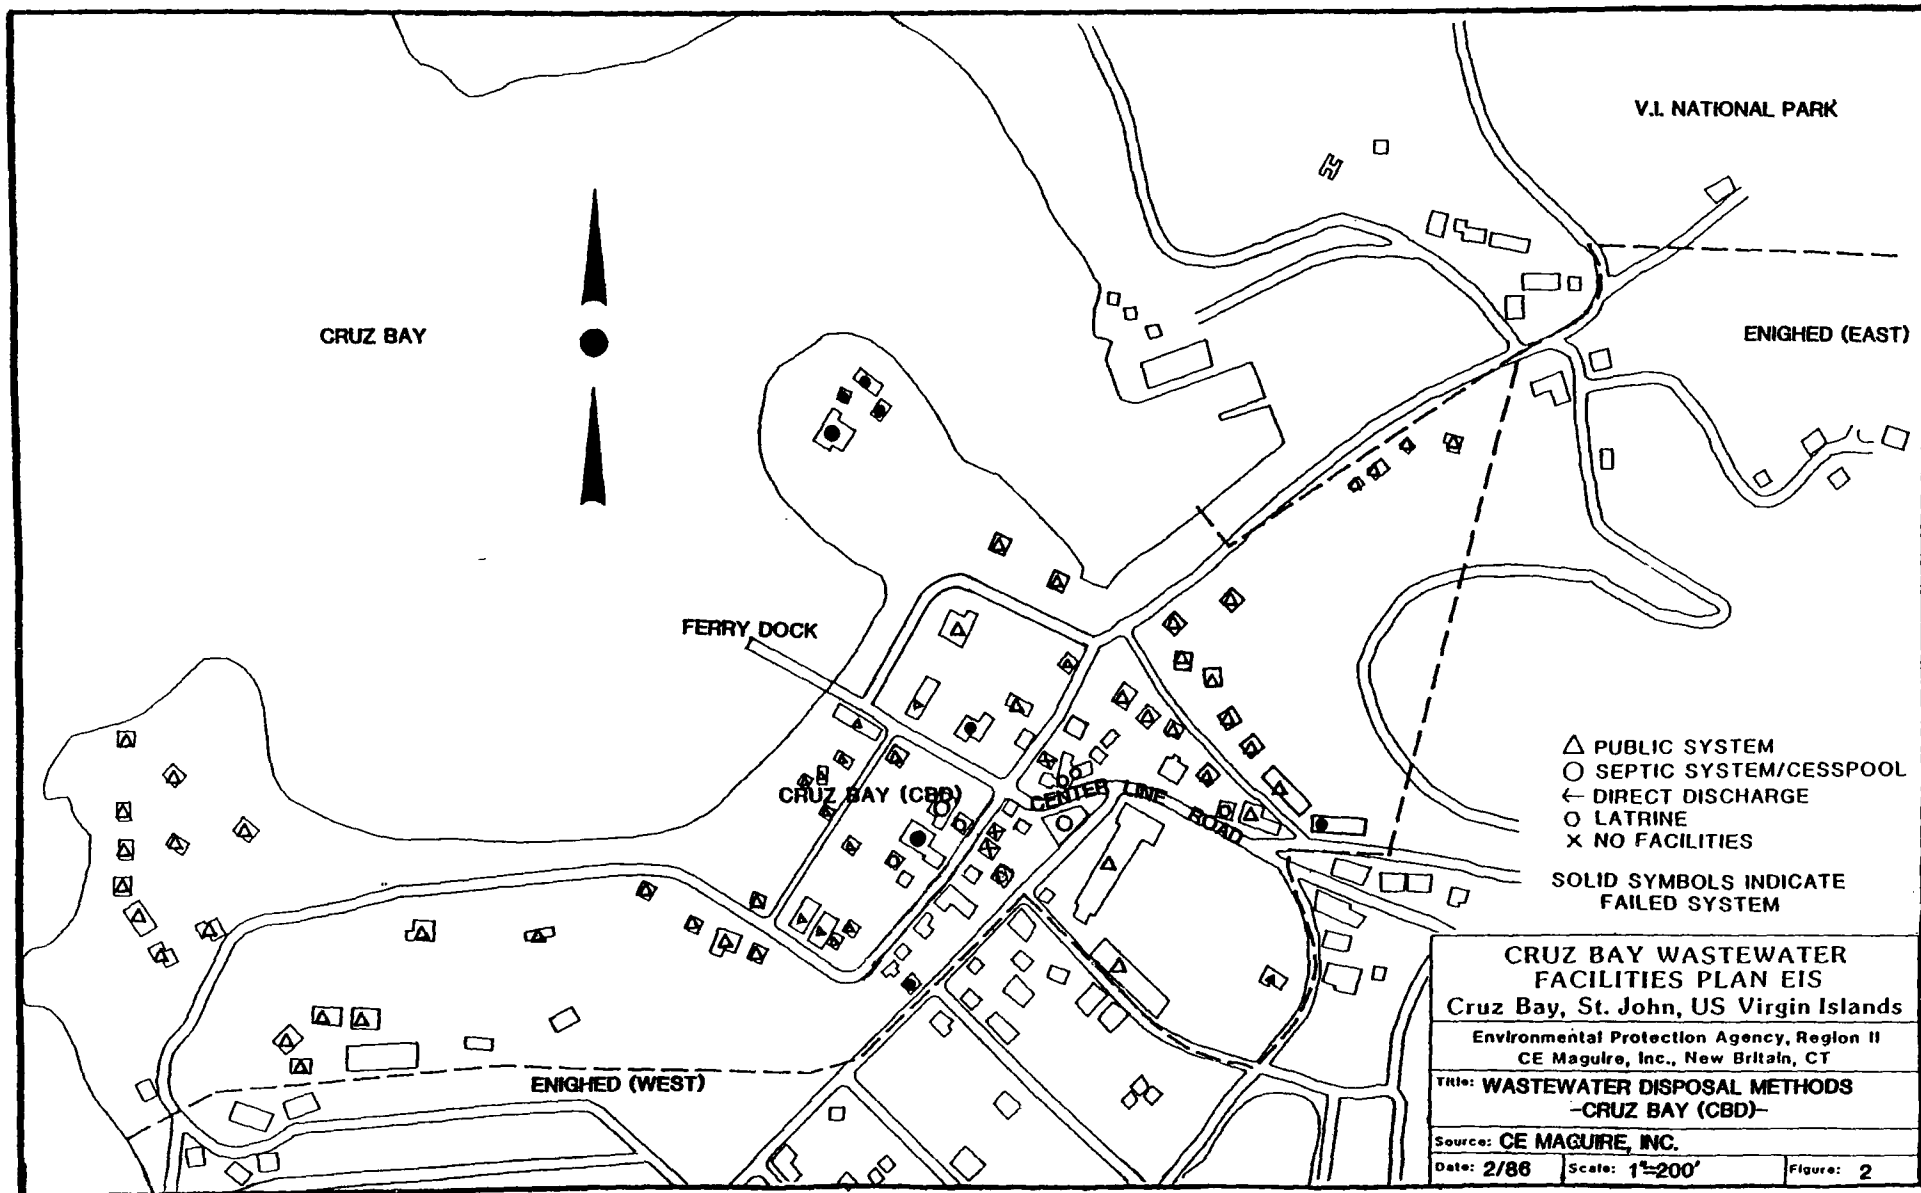 V.I. NATIONAL PARK
CRUZ BAY
ENIGHED (EAST)
FERRY DOCK
CRUZ BAY (CBD)
CENTER LINE ROAD
ENIGHED (WEST)
△ PUBLIC SYSTEM
○ SEPTIC SYSTEM/CESSPOOL
← DIRECT DISCHARGE
○ LATRINE
× NO FACILITIES
SOLID SYMBOLS INDICATE
FAILED SYSTEM
CRUZ BAY WASTEWATER
FACILITIES PLAN EIS
Cruz Bay, St. John, US Virgin Islands
Environmental Protection Agency, Region II
CE Maguire, Inc., New Britain, CT
Title: WASTEWATER DISPOSAL METHODS
-CRUZ BAY (CBD)-
Source: CE MAGUIRE, INC.
Date: 2/86 Scale: 1"=200' Figure: 2